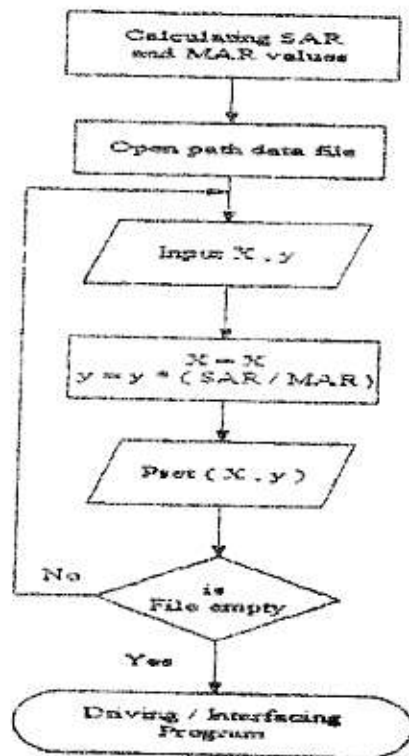 Calculating SAR
and MAR values
Open path data file
Input X , y
X = X
y = y * ( SAR / MAR )
Pset ( X , y )
is
File empty
No
Yes
Driving / Interfacing
Program